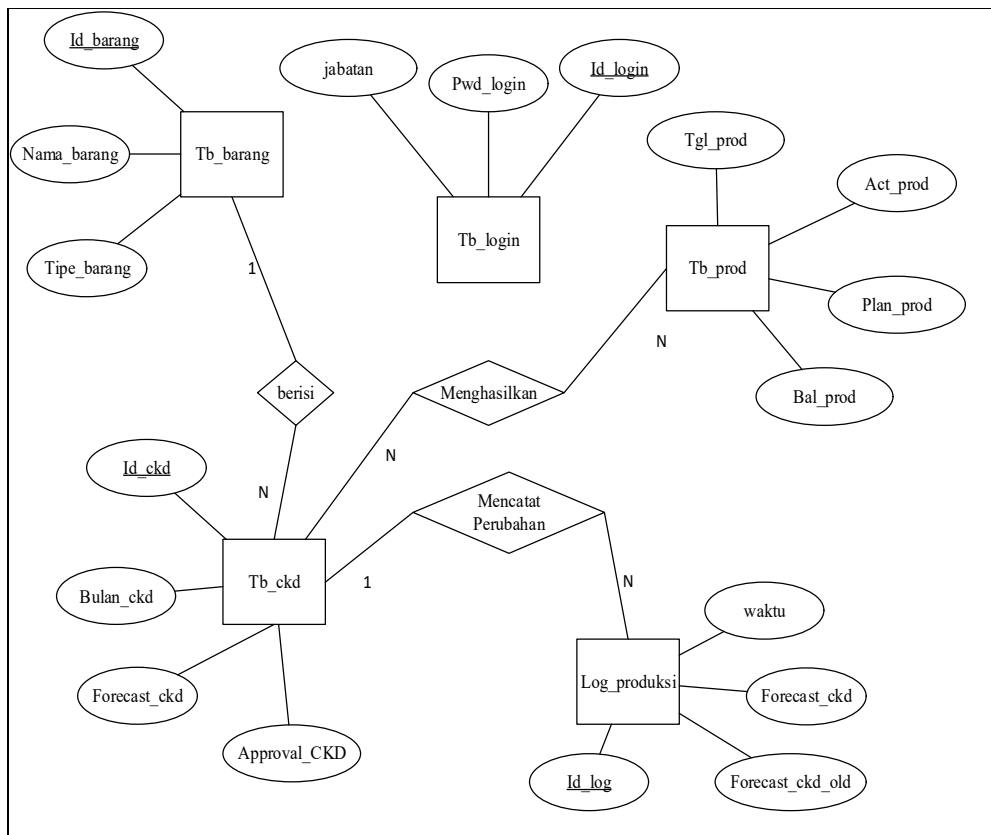 Id_barang
jabatan
Pwd_login
Id_login
Nama_barang
Tb_barang
Tgl_prod
Act_prod
Tipe_barang
Tb_login
Tb_prod
1
Plan_prod
N
berisi
Menghasilkan
Bal_prod
Id_ckd
N
N
Mencatat
Perubahan
Tb_ckd
1
N
Bulan_ckd
waktu
Log_produksi
Forecast_ckd
Forecast_ckd
Approval_CKD
Id_log
Forecast_ckd_old